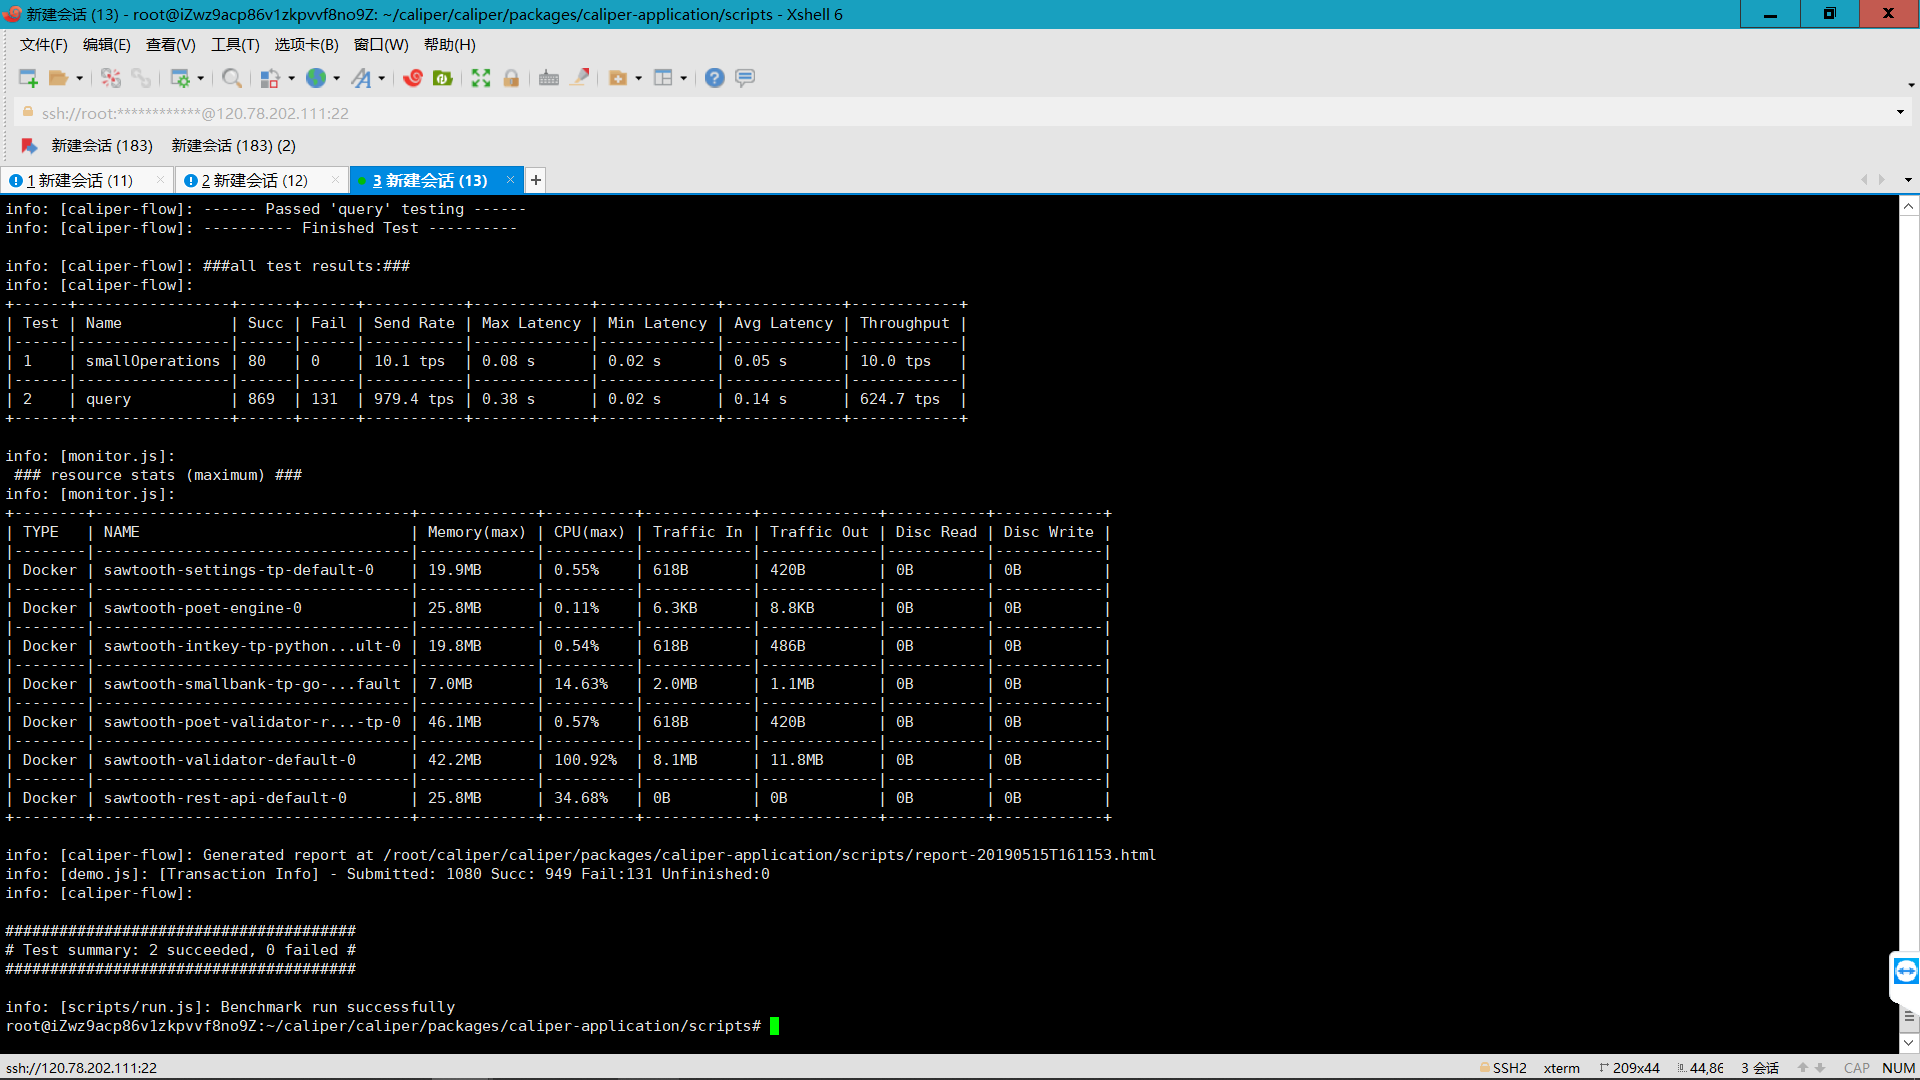 新建会话 (13) - root@iZwz9acp86v1zkpvvf8no9Z: ~/caliper/caliper/packages/caliper-application/scripts - Xshell 6
文件(F) 编辑(E) 查看(V) 工具(T) 选项卡(B) 窗口(W) 帮助(H)
ssh://root:************@120.78.202.111:22
新建会话 (183) 新建会话 (183) (2)
1 新建会话 (11) 2 新建会话 (12) 3 新建会话 (13)
info: [caliper-flow]: ------ Passed 'query' testing ------
info: [caliper-flow]: ---------- Finished Test ----------
info: [caliper-flow]: ###all test results:###
info: [caliper-flow]:
+------+-----------------+------+------+-----------+-------------+-------------+-------------+------------+
| Test | Name            | Succ | Fail | Send Rate | Max Latency | Min Latency | Avg Latency | Throughput |
|------|-----------------|------|------|-----------|-------------|-------------|-------------|------------|
| 1    | smallOperations | 80   | 0    | 10.1 tps  | 0.08 s      | 0.02 s      | 0.05 s      | 10.0 tps   |
|------|-----------------|------|------|-----------|-------------|-------------|-------------|------------|
| 2    | query           | 869  | 131  | 979.4 tps | 0.38 s      | 0.02 s      | 0.14 s      | 624.7 tps  |
+------+-----------------+------+------+-----------+-------------+-------------+-------------+------------+
info: [monitor.js]:
### resource stats (maximum) ###
info: [monitor.js]:
+--------+-----------------------------------+-------------+----------+------------+-------------+-----------+------------+
| TYPE   | NAME                              | Memory(max) | CPU(max) | Traffic In | Traffic Out | Disc Read | Disc Write |
|--------|-----------------------------------|-------------|----------|------------|-------------|-----------|------------|
| Docker | sawtooth-settings-tp-default-0    | 19.9MB      | 0.55%    | 618B       | 420B        | 0B        | 0B         |
|--------|-----------------------------------|-------------|----------|------------|-------------|-----------|------------|
| Docker | sawtooth-poet-engine-0            | 25.8MB      | 0.11%    | 6.3KB      | 8.8KB       | 0B        | 0B         |
|--------|-----------------------------------|-------------|----------|------------|-------------|-----------|------------|
| Docker | sawtooth-intkey-tp-python...ult-0 | 19.8MB      | 0.54%    | 618B       | 486B        | 0B        | 0B         |
|--------|-----------------------------------|-------------|----------|------------|-------------|-----------|------------|
| Docker | sawtooth-smallbank-tp-go-...fault | 7.0MB       | 14.63%   | 2.0MB      | 1.1MB       | 0B        | 0B         |
|--------|-----------------------------------|-------------|----------|------------|-------------|-----------|------------|
| Docker | sawtooth-poet-validator-r...-tp-0 | 46.1MB      | 0.57%    | 618B       | 420B        | 0B        | 0B         |
|--------|-----------------------------------|-------------|----------|------------|-------------|-----------|------------|
| Docker | sawtooth-validator-default-0      | 42.2MB      | 100.92%  | 8.1MB      | 11.8MB      | 0B        | 0B         |
|--------|-----------------------------------|-------------|----------|------------|-------------|-----------|------------|
| Docker | sawtooth-rest-api-default-0       | 25.8MB      | 34.68%   | 0B         | 0B          | 0B        | 0B         |
+--------+-----------------------------------+-------------+----------+------------+-------------+-----------+------------+
info: [caliper-flow]: Generated report at /root/caliper/caliper/packages/caliper-application/scripts/report-20190515T161153.html
info: [demo.js]: [Transaction Info] - Submitted: 1080 Succ: 949 Fail:131 Unfinished:0
info: [caliper-flow]:
#######################################
# Test summary: 2 succeeded, 0 failed #
#######################################
info: [scripts/run.js]: Benchmark run successfully
root@iZwz9acp86v1zkpvvf8no9Z:~/caliper/caliper/packages/caliper-application/scripts#
ssh://120.78.202.111:22 SSH2 xterm 209x44 44,86 3 会话 CAP NUM